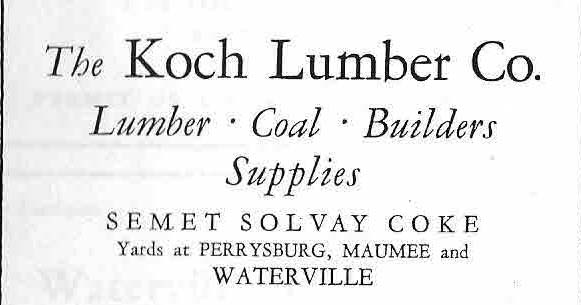 The Koch Lumber Co.
Lumber · Coal · Builders
Supplies
SEMET SOLVAY COKE
Yards at PERRYSBURG, MAUMEE and
WATERVILLE